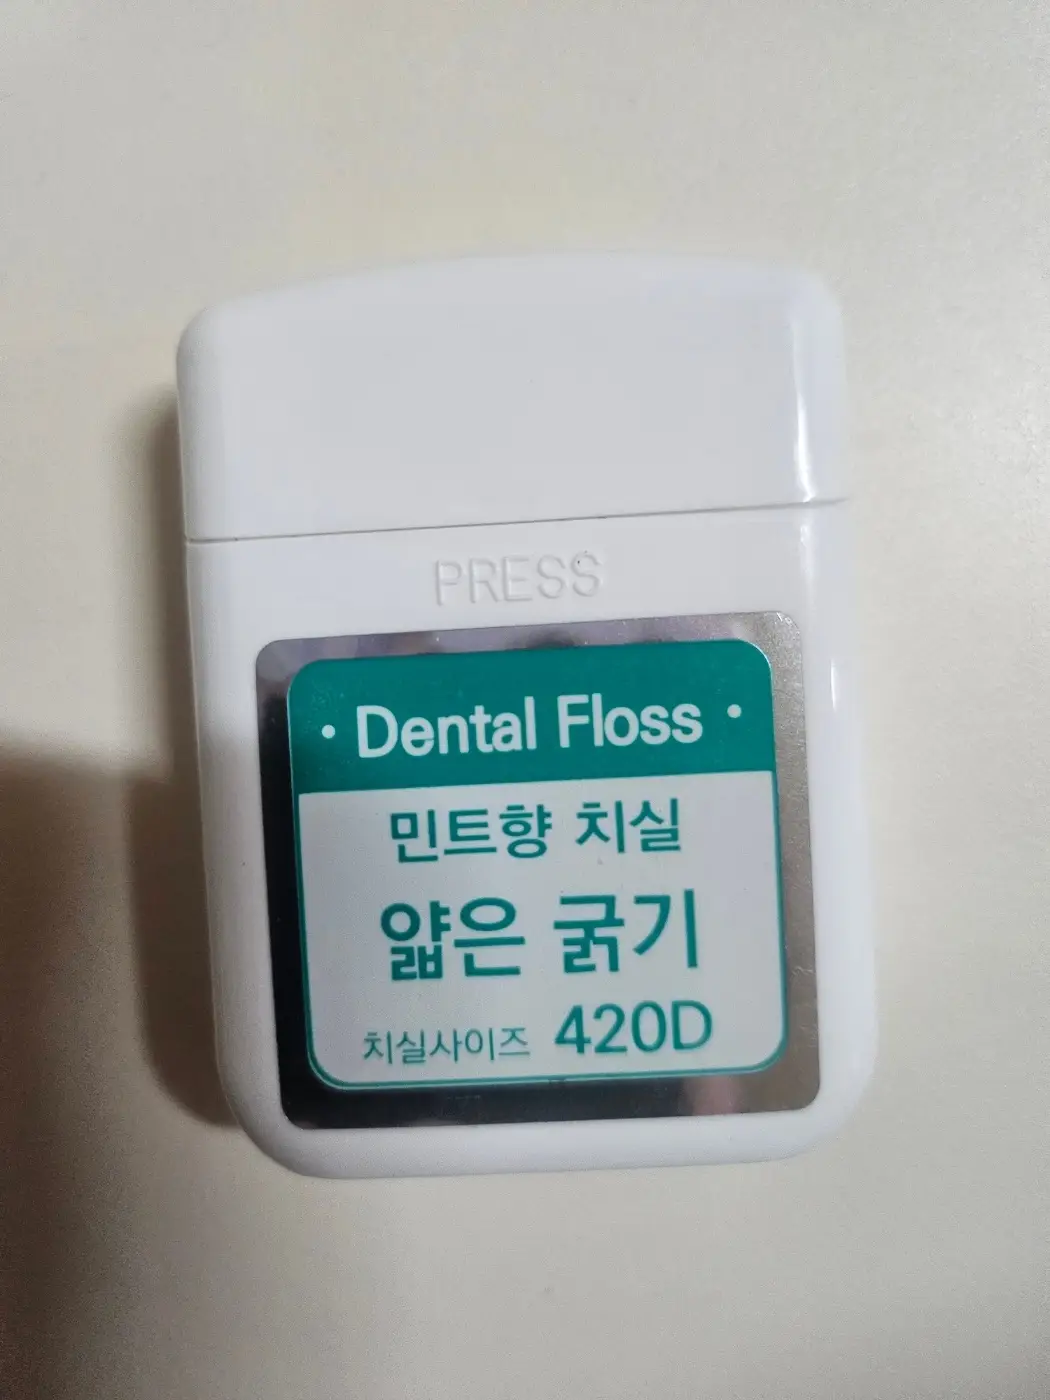 PRESS
· Dental Floss ·
민트향 치실
얇은 굵기
치실사이즈 420D